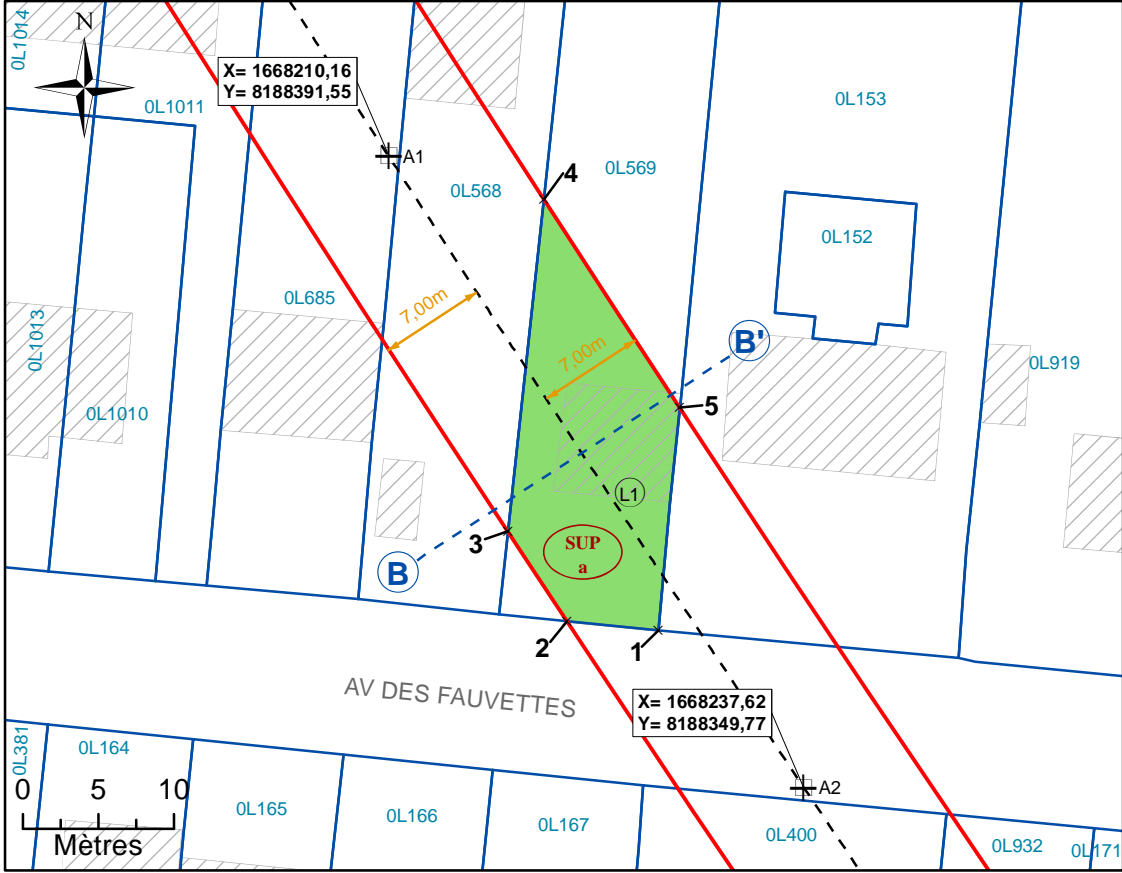 0L1014
N
X= 1668210,16
Y= 8188391,55
0L1011
0L153
A1
0L568
4
0L569
0L152
0L685
7,00m
0L1013
7,00m
B'
0L919
0L1010
5
L1
3
SUP
a
B
2
1
AV DES FAUVETTES
X= 1668237,62
Y= 8188349,77
0L381
0L164
0 5 10
Mètres
A2
0L165
0L166
0L167
0L400
0L932
0L171